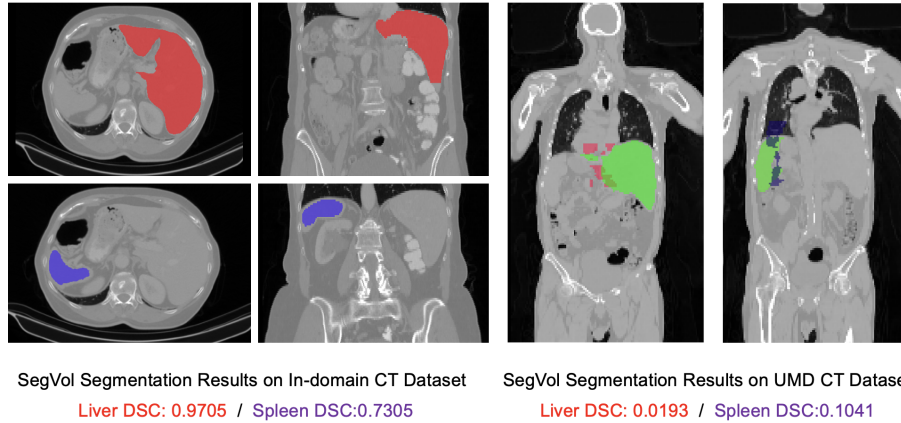 SegVol Segmentation Results on In-domain CT Dataset
Liver DSC: 0.9705 / Spleen DSC:0.7305
SegVol Segmentation Results on UMD CT Datase
Liver DSC: 0.0193 / Spleen DSC:0.1041